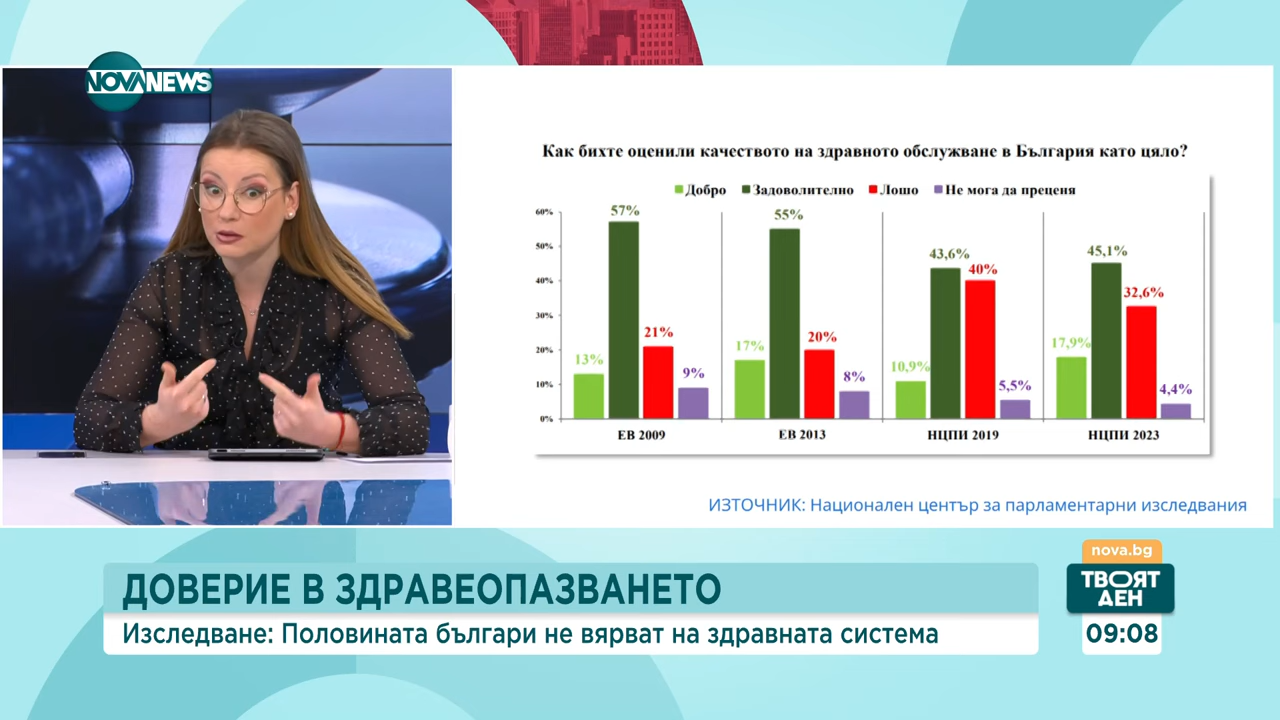 NOVA NEWS
Как бихте оценили качеството на здравното обслужване в България като цяло?
Добро Задоволително Лошо Не мога да преценя
60%
50%
40%
30%
20%
10%
0%
13% 57% 21% 9%
17% 55% 20% 8%
10,9% 43,6% 40% 5,5%
17,9% 45,1% 32,6% 4,4%
ЕВ 2009 ЕВ 2013 НЦПИ 2019 НЦПИ 2023
ИЗТОЧНИК: Национален център за парламентарни изследвания
ДОВЕРИЕ В ЗДРАВЕОПАЗВАНЕТО
Изследване: Половината българи не вярват на здравната система
nova.bg
ТВОЯТ
ДЕН
09:08